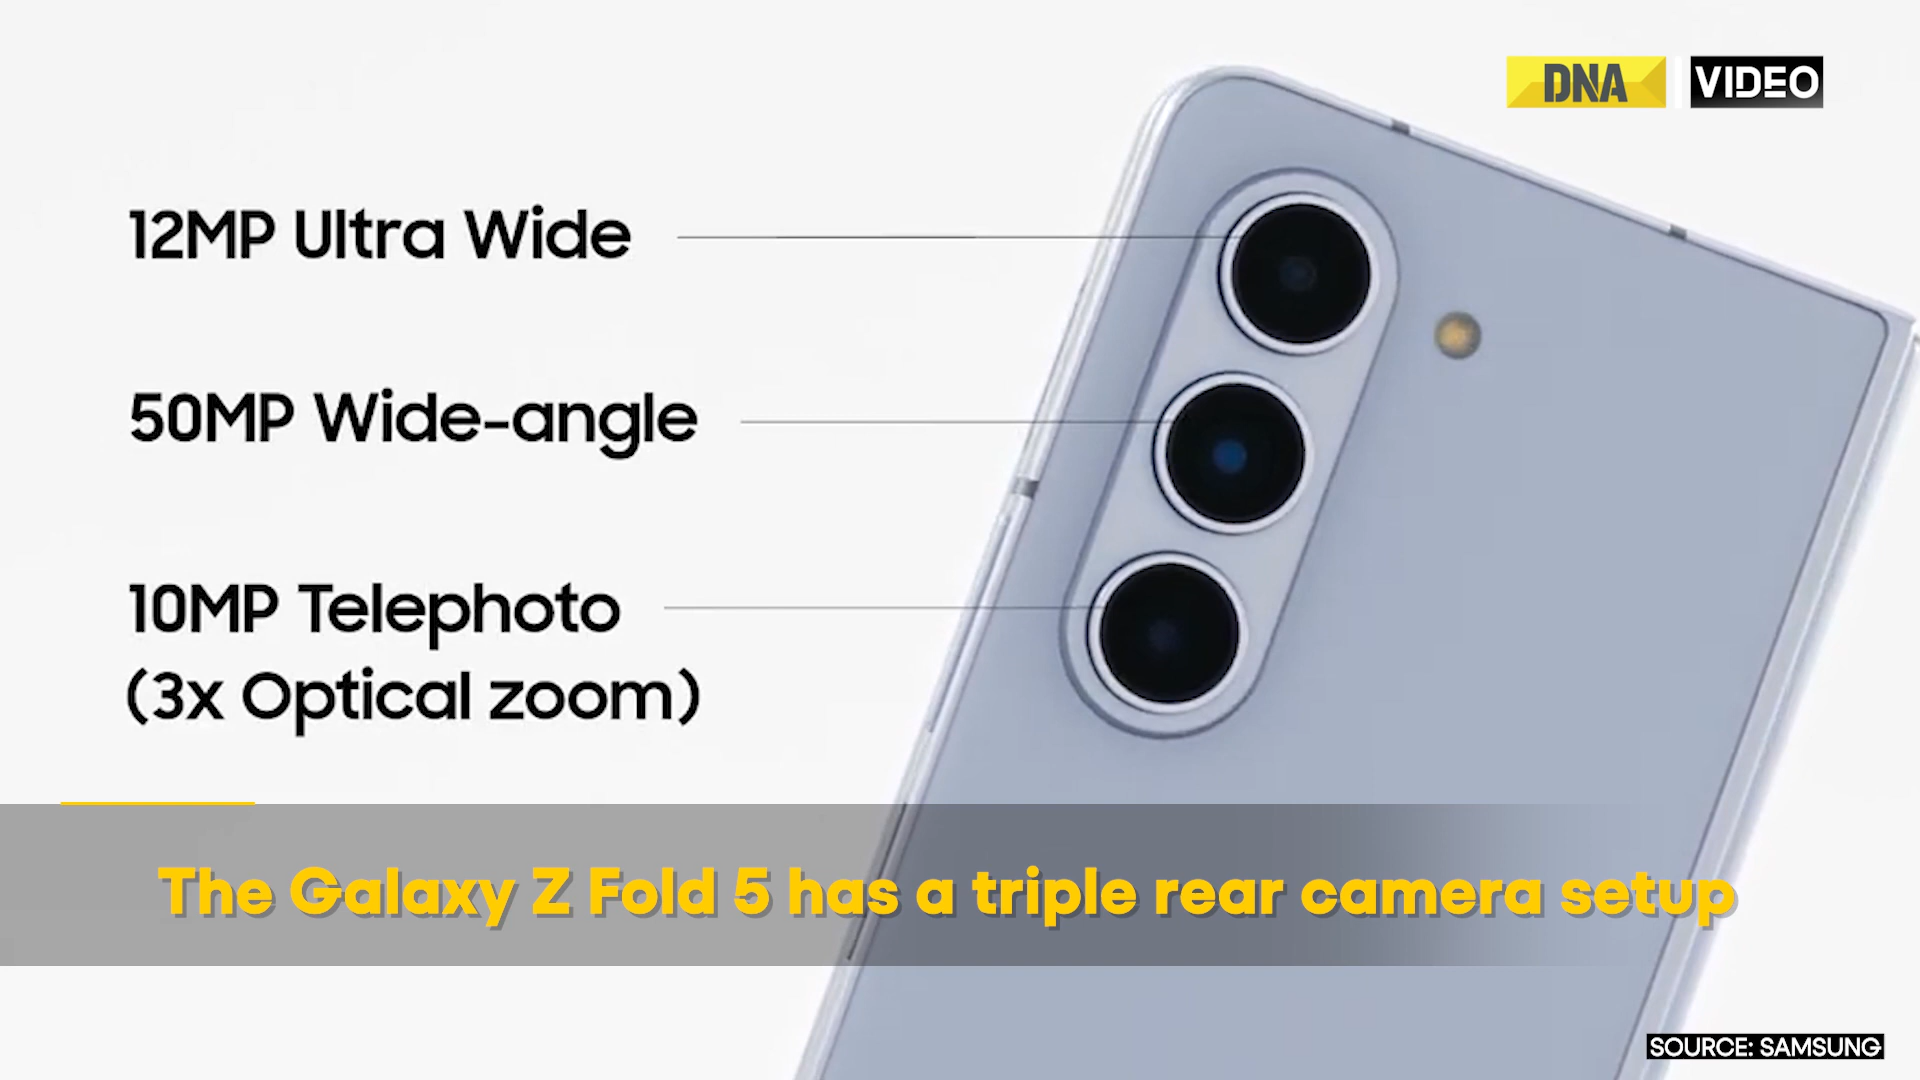 DNA VIDEO
12MP Ultra Wide
50MP Wide-angle
10MP Telephoto
(3x Optical zoom)
The Galaxy Z Fold 5 has a triple rear camera setup
SOURCE: SAMSUNG